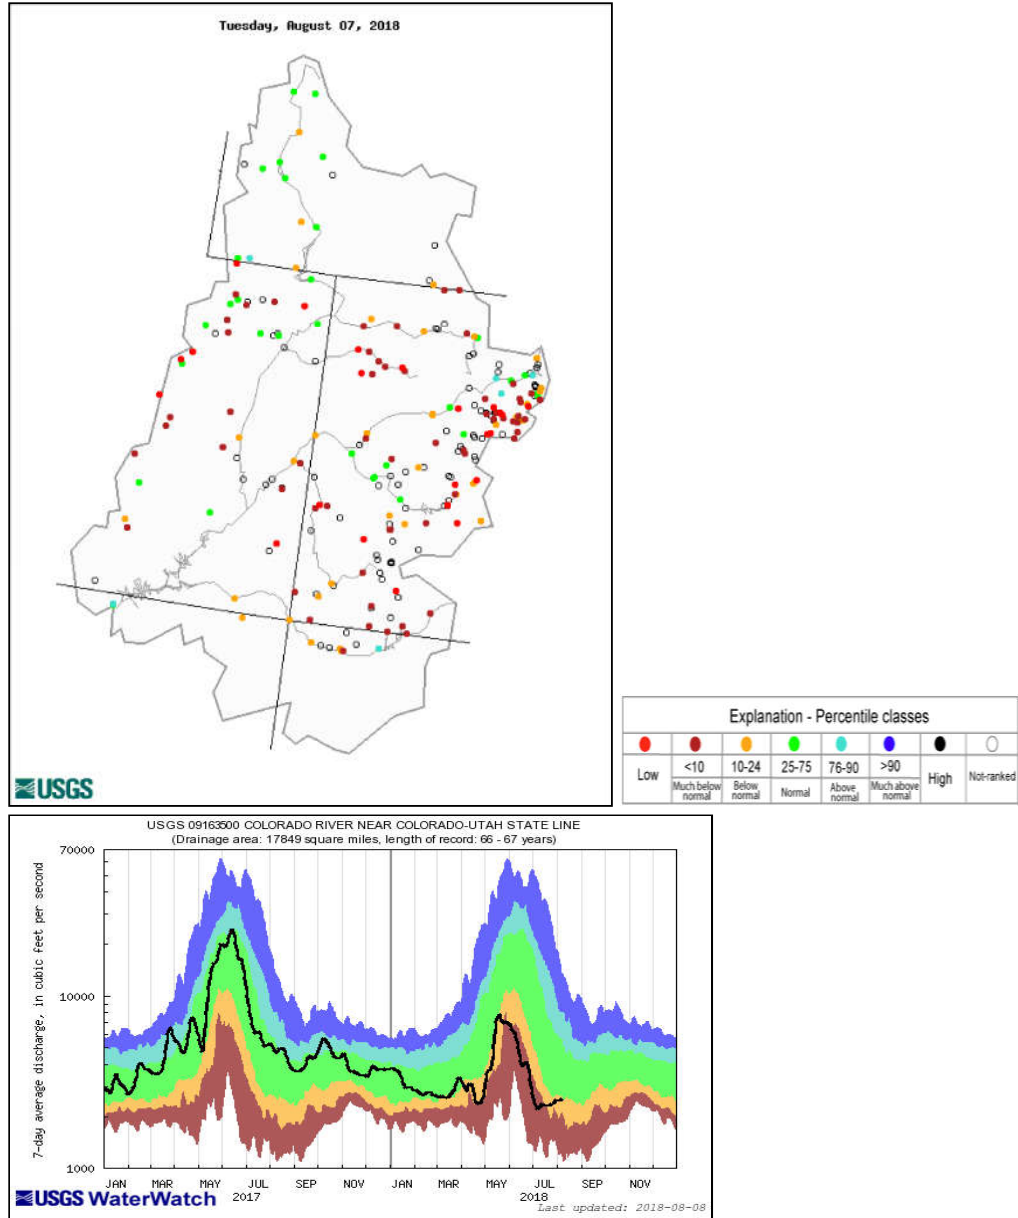 Tuesday, August 07, 2018
USGS
Explanation - Percentile classes
Low <10 10-24 25-75 76-90 >90 High Not-ranked
Much below normal Below normal Normal Above normal Much above normal
USGS 09163500 COLORADO RIVER NEAR COLORADO-UTAH STATE LINE
(Drainage area: 17849 square miles, length of record: 66 - 67 years)
7-day average discharge, in cubic feet per second
70000
10000
1000
JAN MAR MAY JUL SEP NOV JAN MAR MAY JUL SEP NOV
2017 2018
USGS WaterWatch
Last updated: 2018-08-08